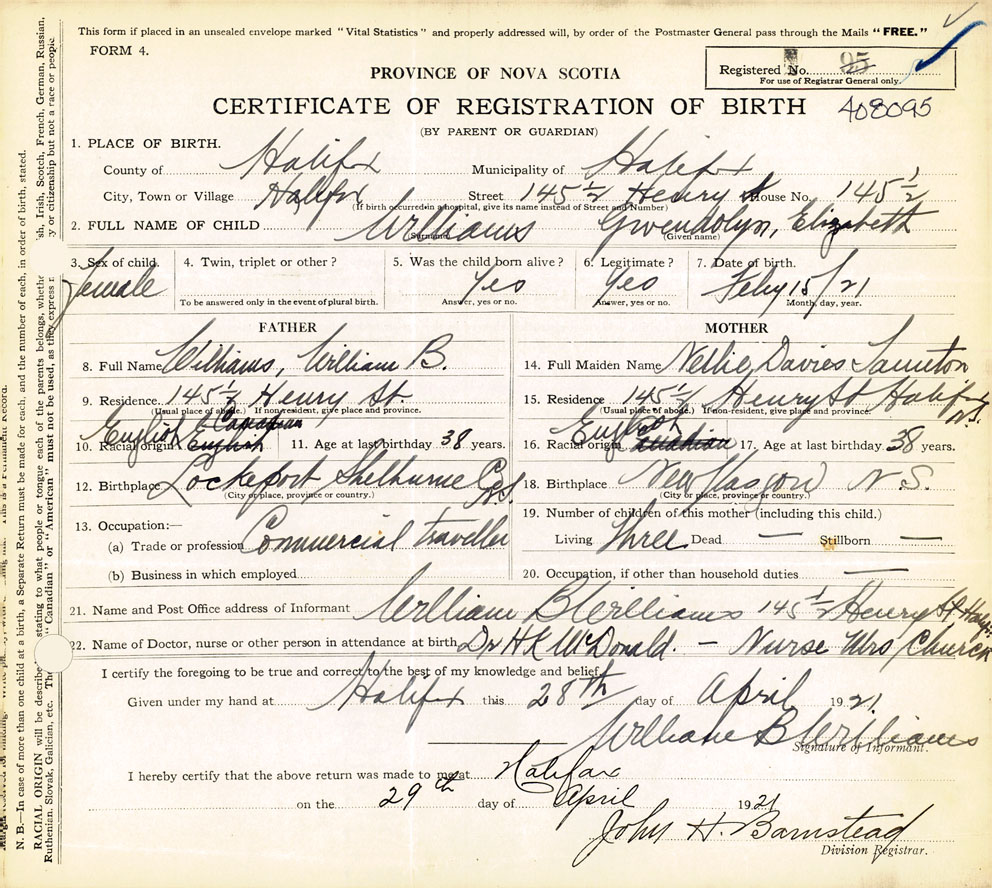 This form if placed in an unsealed envelope marked "Vital Statistics" and properly addressed will, by order of the Postmaster General pass through the Mails "FREE."
FORM 4.
Registered No. 95
For use of Registrar General only.
PROVINCE OF NOVA SCOTIA
CERTIFICATE OF REGISTRATION OF BIRTH 408095
(BY PARENT OR GUARDIAN)
1. PLACE OF BIRTH.
County of Halifax Municipality of Halifax
City, Town or Village Halifax Street 145½ Henry St House No. 145½
(If birth occurred in a hospital, give its name instead of Street and Number)
2. FULL NAME OF CHILD Williams Gwendolyn, Elizabeth
(Surname) (Given name)
3. Sex of child. 4. Twin, triplet or other? 5. Was the child born alive? 6. Legitimate? 7. Date of birth.
Female Yes Yes Feby 15/21
To be answered only in the event of plural birth. Answer, yes or no. Answer, yes or no. Month, day, year.
FATHER MOTHER
8. Full Name Williams, William B. 14. Full Maiden Name Nellie Davies
9. Residence 145½ Henry St. 15. Residence 145½ Henry St Halifax N.S.
(Usual place of abode.) If non resident, give place and province. (Usual place of abode.) If non resident, give place and province.
10. Racial origin English Canadian English 11. Age at last birthday 38 years. 16. Racial origin English Canadian 17. Age at last birthday 38 years.
12. Birthplace Lockeport Shelburne Co N.S. 18. Birthplace New Glasgow N.S.
(City or place, province or country.) (City or place, province or country.)
13. Occupation:— 19. Number of children of this mother (including this child.)
(a) Trade or profession Commercial traveller Living Three Dead — Stillborn —
(b) Business in which employed 20. Occupation, if other than household duties —
21. Name and Post Office address of Informant William B Williams 145½ Henry St Halifax
22. Name of Doctor, nurse or other person in attendance at birth Dr H K McDonald. – Nurse Mrs Church
I certify the foregoing to be true and correct to the best of my knowledge and belief.
Given under my hand at Halifax this 28th day of April 1921.
William B Williams
Signature of Informant.
I hereby certify that the above return was made to me at Halifax
on the 29th day of April 1921
John H. Barnstead
Division Registrar.
N. B.—In case of more than one child at a birth, a Separate Return must be made for each, and the number of each, in order of birth, stated.
RACIAL ORIGIN will be described stating to what people or tongue each of the parents belongs, whether sh, Irish, Scotch, French, German, Russian,
Ruthenian, Slovak, Galician, etc. The "Canadian" or "American" must not be used, as they express y or citizenship but not a race or people.